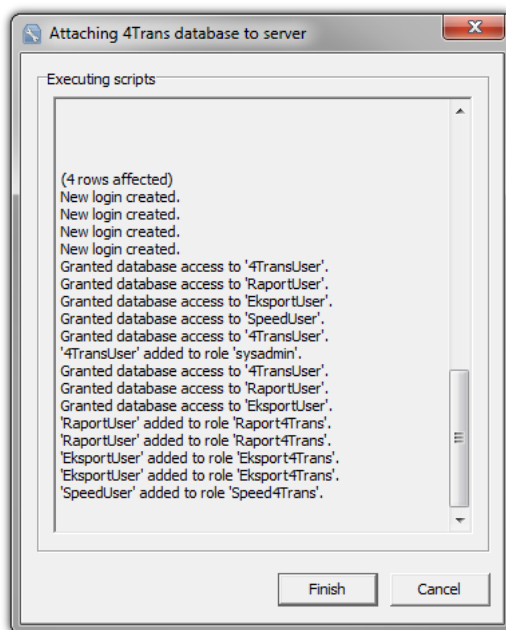 Attaching 4Trans database to server
Executing scripts
(4 rows affected)
New login created.
New login created.
New login created.
New login created.
Granted database access to '4TransUser'.
Granted database access to 'RaportUser'.
Granted database access to 'EksportUser'.
Granted database access to 'SpeedUser'.
Granted database access to '4TransUser'.
'4TransUser' added to role 'sysadmin'.
Granted database access to '4TransUser'.
Granted database access to 'RaportUser'.
Granted database access to 'EksportUser'.
'RaportUser' added to role 'Raport4Trans'.
'RaportUser' added to role 'Raport4Trans'.
'EksportUser' added to role 'Eksport4Trans'.
'EksportUser' added to role 'Eksport4Trans'.
'SpeedUser' added to role 'Speed4Trans'.
Finish
Cancel